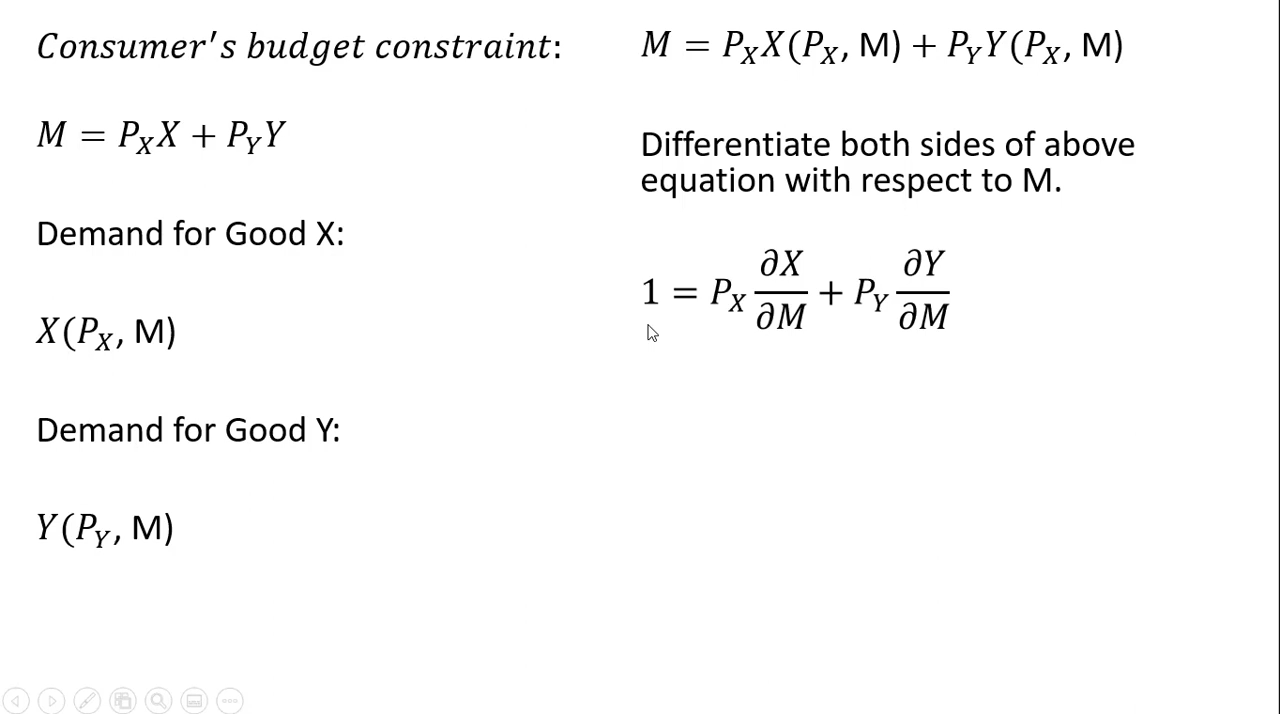 Consumer's budget constraint:
M = P_X X + P_Y Y
Demand for Good X:
X(P_X, M)
Demand for Good Y:
Y(P_Y, M)
M = P_X X(P_X, M) + P_Y Y(P_X, M)
Differentiate both sides of above
equation with respect to M.
1 = P_X ∂X/∂M + P_Y ∂Y/∂M